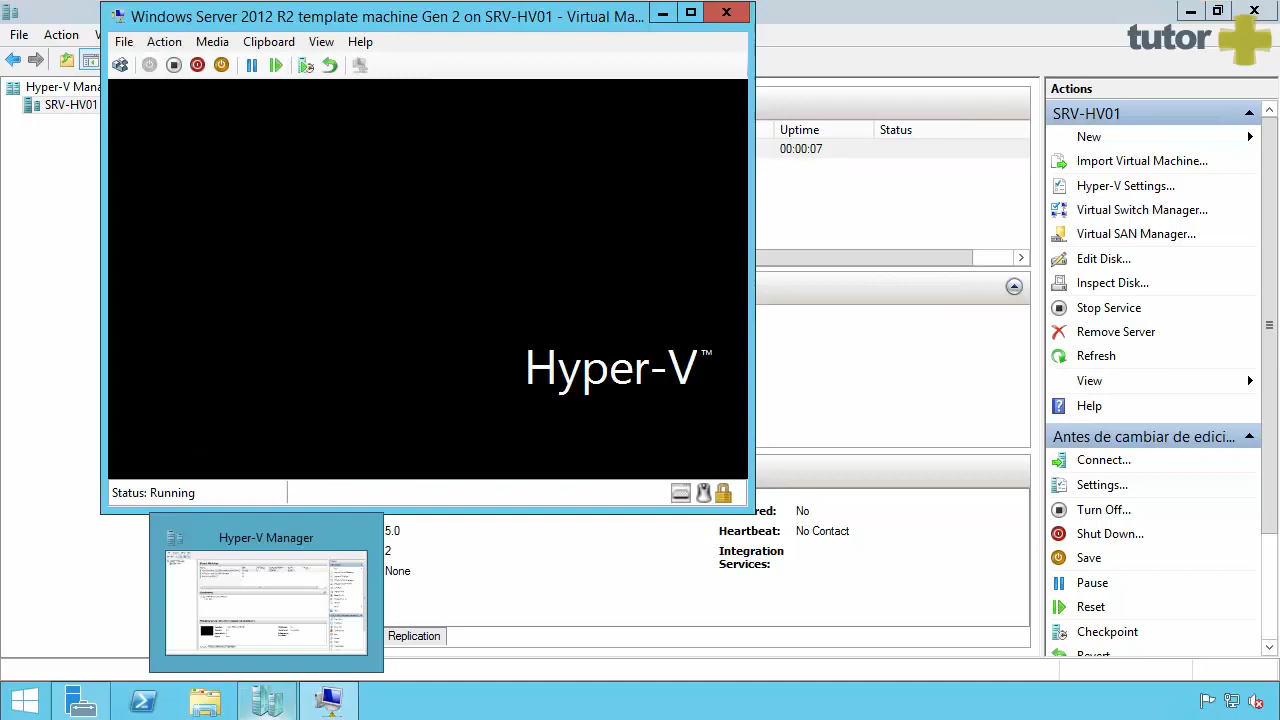 Windows Server 2012 R2 template machine Gen 2 on SRV-HV01 - Virtual Ma...
File Action Media Clipboard View Help
File Action V
tutor
Hyper-V Mana
SRV-HV01
Uptime Status
00:00:07
Hyper-V™
Status: Running
5.0
2
None
red: No
Heartbeat: No Contact
Integration
Services:
Replication
Hyper-V Manager
Actions
SRV-HV01
New
Import Virtual Machine...
Hyper-V Settings...
Virtual Switch Manager...
Virtual SAN Manager...
Edit Disk...
Inspect Disk...
Stop Service
Remove Server
Refresh
View
Help
Antes de cambiar de edici...
Connect...
Settings...
Turn Off...
Shut Down...
Save
Pause
Reset
Checkpoint
Revert